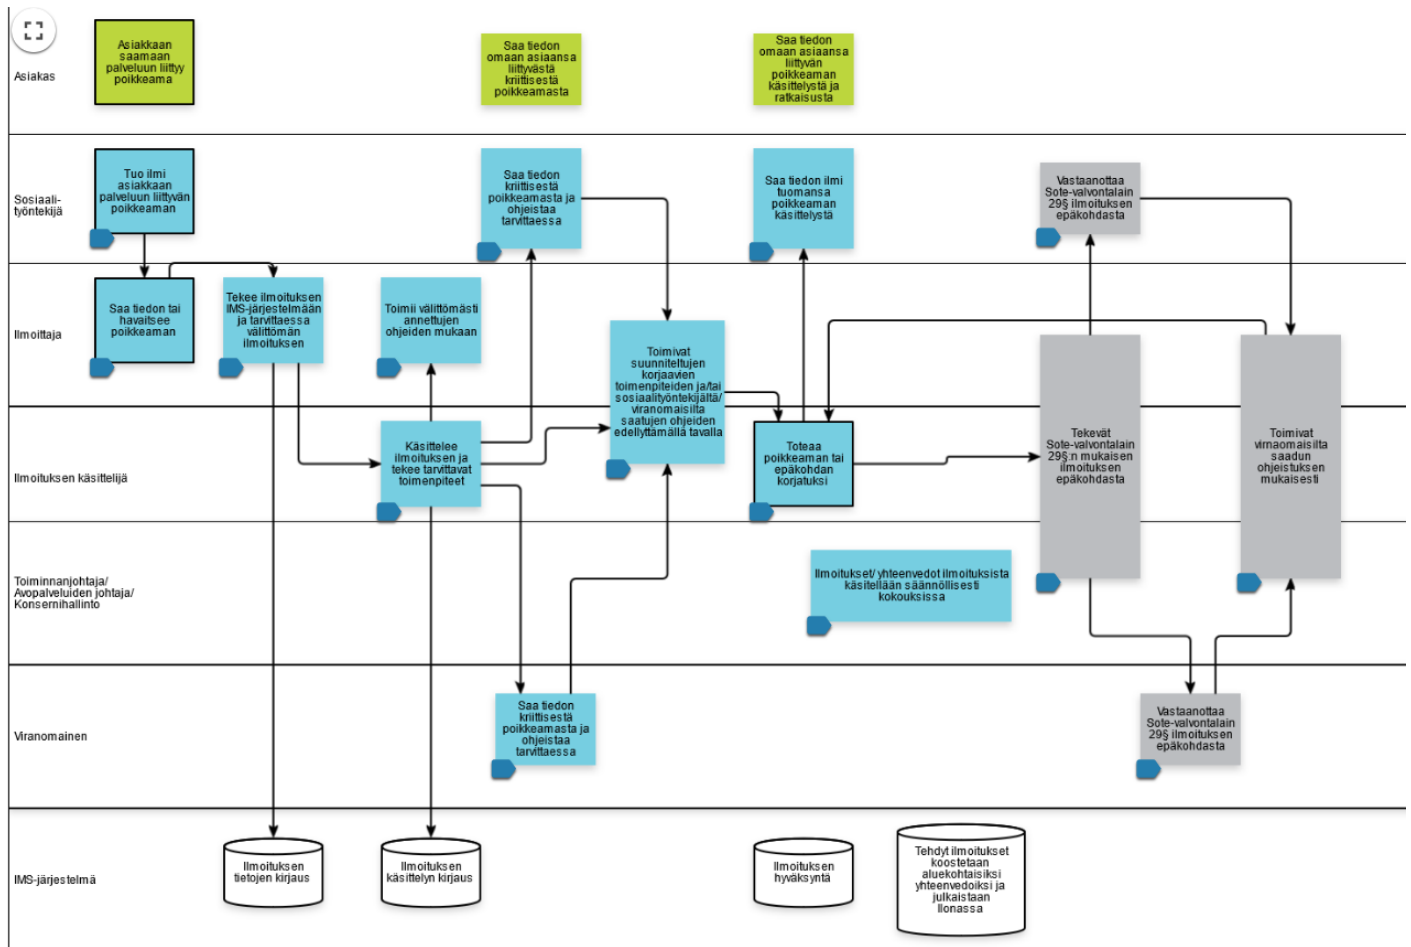 Asiakas
Asiakkaan
saamaan
palveluun liittyy
poikkeama
Saa tiedon
omaan asiaansa
liittyvästä
kriittisestä
poikkeamasta
Saa tiedon
omaan asiaansa
liittyvän
poikkeaman
käsittelystä ja
ratkaisusta
Sosiaali-
työntekijä
Tuo ilmi
asiakkaan
palveluun liittyvän
poikkeaman
Saa tiedon
kriittisestä
poikkeamasta ja
ohjeistaa
tarvittaessa
Saa tiedon ilmi
tuomansa
poikkeaman
käsittelystä
Vastaanottaa
Sote-valvontalain
29§ ilmoituksen
epäkohdasta
Ilmoittaja
Saa tiedon tai
havaitsee
poikkeaman
Tekee ilmoituksen
IMS-järjestelmään
ja tarvittaessa
välittömän
ilmoituksen
Toimii välittömästi
annettujen
ohjeiden mukaan
Toimivat
suunniteltujen
korjaavien
toimenpiteiden ja/tai
sosiaalityöntekijältä/
viranomaisilta
saatujen ohjeiden
edellyttämällä tavalla
Ilmoituksen käsittelijä
Käsittelee
ilmoituksen ja
tekee tarvittavat
toimenpiteet
Toteaa
poikkeaman tai
epäkohdan
korjatuksi
Tekevät
Sote-valvontalain
29§:n mukaisen
ilmoituksen
epäkohdasta
Toimivat
virnaomaisilta
saadun
ohjeistuksen
mukaisesti
Toiminnanjohtaja/
Avopalveluiden johtaja/
Konsernihallinto
Ilmoitukset/ yhteenvedot ilmoituksista
käsitellään säännöllisesti
kokouksissa
Viranomainen
Saa tiedon
kriittisestä
poikkeamasta ja
ohjeistaa
tarvittaessa
Vastaanottaa
Sote-valvontalain
29§ ilmoituksen
epäkohdasta
IMS-järjestelmä
Ilmoituksen
tietojen kirjaus
Ilmoituksen
käsittelyn kirjaus
Ilmoituksen
hyväksyntä
Tehdyt ilmoitukset
koostetaan
aluekohtaisiksi
yhteenvedoiksi ja
julkaistaan
Ilonassa